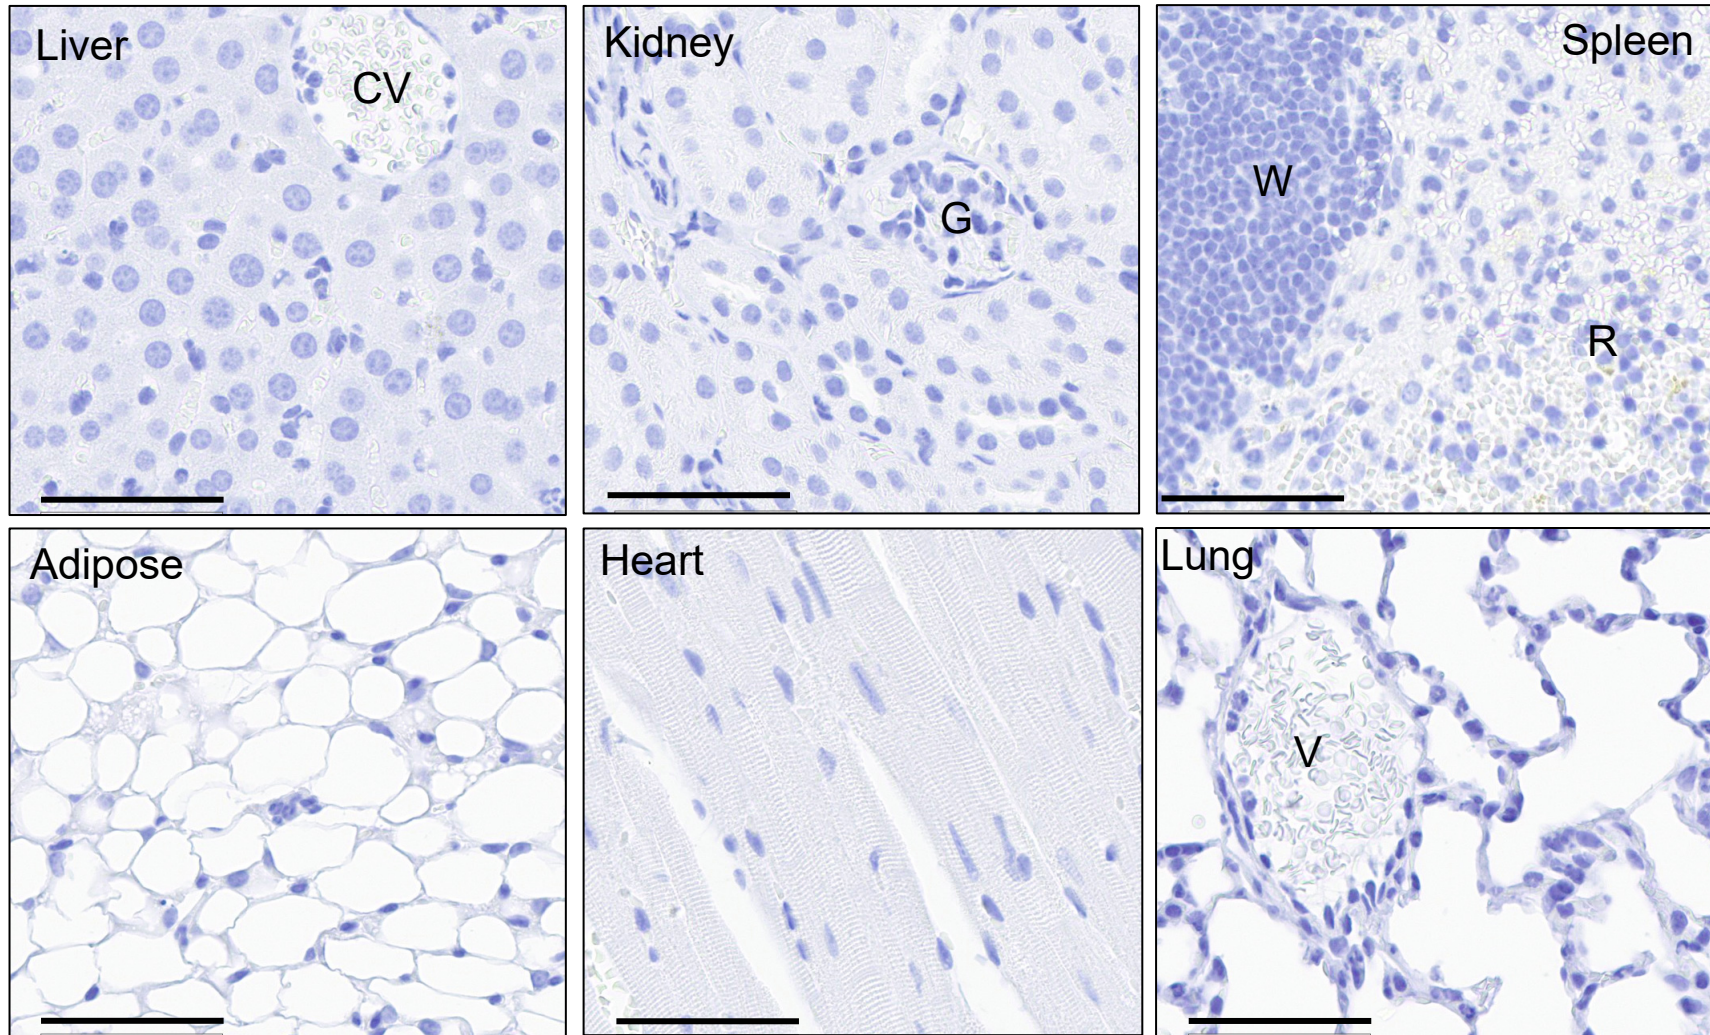 Liver
CV
Kidney
G
Spleen
W
R
Adipose
Heart
Lung
V